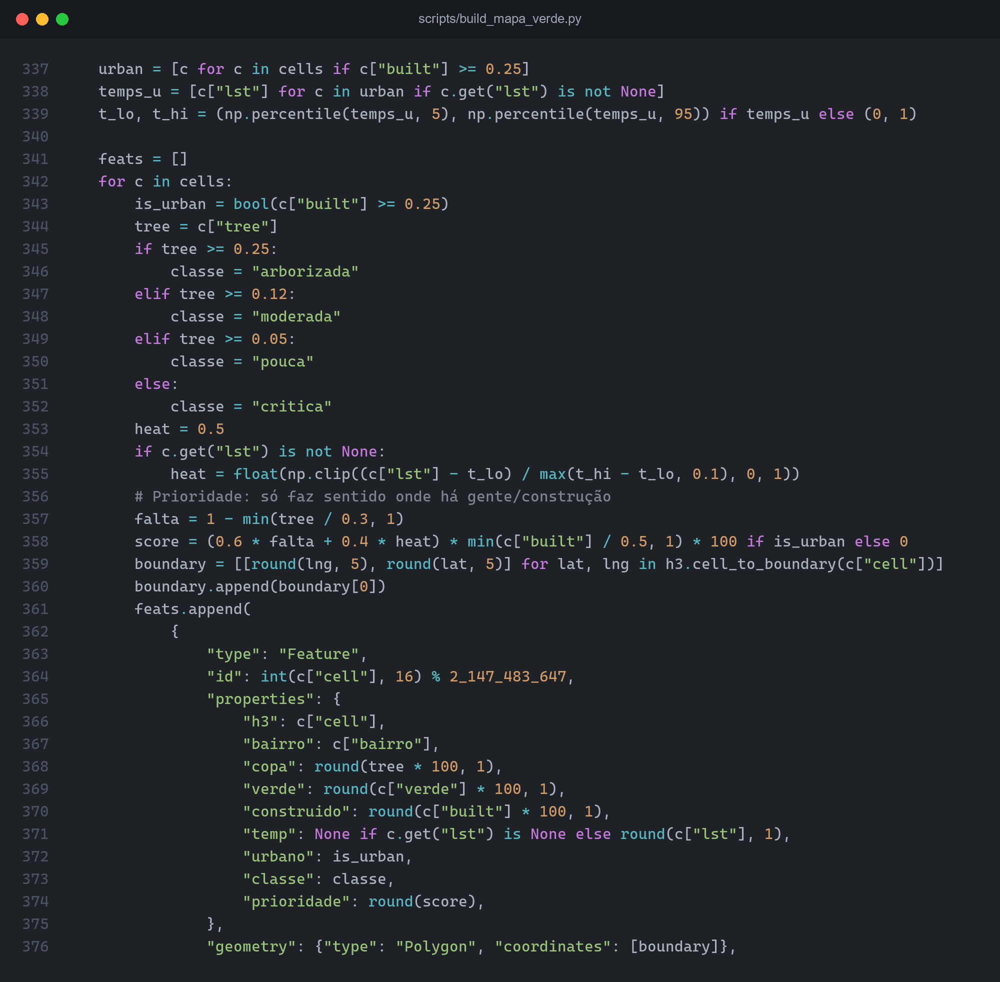 scripts/build_mapa_verde.py
337    urban = [c for c in cells if c["built"] >= 0.25]
338    temps_u = [c["lst"] for c in urban if c.get("lst") is not None]
339    t_lo, t_hi = (np.percentile(temps_u, 5), np.percentile(temps_u, 95)) if temps_u else (0, 1)
340
341    feats = []
342    for c in cells:
343        is_urban = bool(c["built"] >= 0.25)
344        tree = c["tree"]
345        if tree >= 0.25:
346            classe = "arborizada"
347        elif tree >= 0.12:
348            classe = "moderada"
349        elif tree >= 0.05:
350            classe = "pouca"
351        else:
352            classe = "critica"
353        heat = 0.5
354        if c.get("lst") is not None:
355            heat = float(np.clip((c["lst"] - t_lo) / max(t_hi - t_lo, 0.1), 0, 1))
356        # Prioridade: só faz sentido onde há gente/construção
357        falta = 1 - min(tree / 0.3, 1)
358        score = (0.6 * falta + 0.4 * heat) * min(c["built"] / 0.5, 1) * 100 if is_urban else 0
359        boundary = [[round(lng, 5), round(lat, 5)] for lat, lng in h3.cell_to_boundary(c["cell"])]
360        boundary.append(boundary[0])
361        feats.append(
362            {
363                "type": "Feature",
364                "id": int(c["cell"], 16) % 2_147_483_647,
365                "properties": {
366                    "h3": c["cell"],
367                    "bairro": c["bairro"],
368                    "copa": round(tree * 100, 1),
369                    "verde": round(c["verde"] * 100, 1),
370                    "construido": round(c["built"] * 100, 1),
371                    "temp": None if c.get("lst") is None else round(c["lst"], 1),
372                    "urbano": is_urban,
373                    "classe": classe,
374                    "prioridade": round(score),
375                },
376                "geometry": {"type": "Polygon", "coordinates": [boundary]},